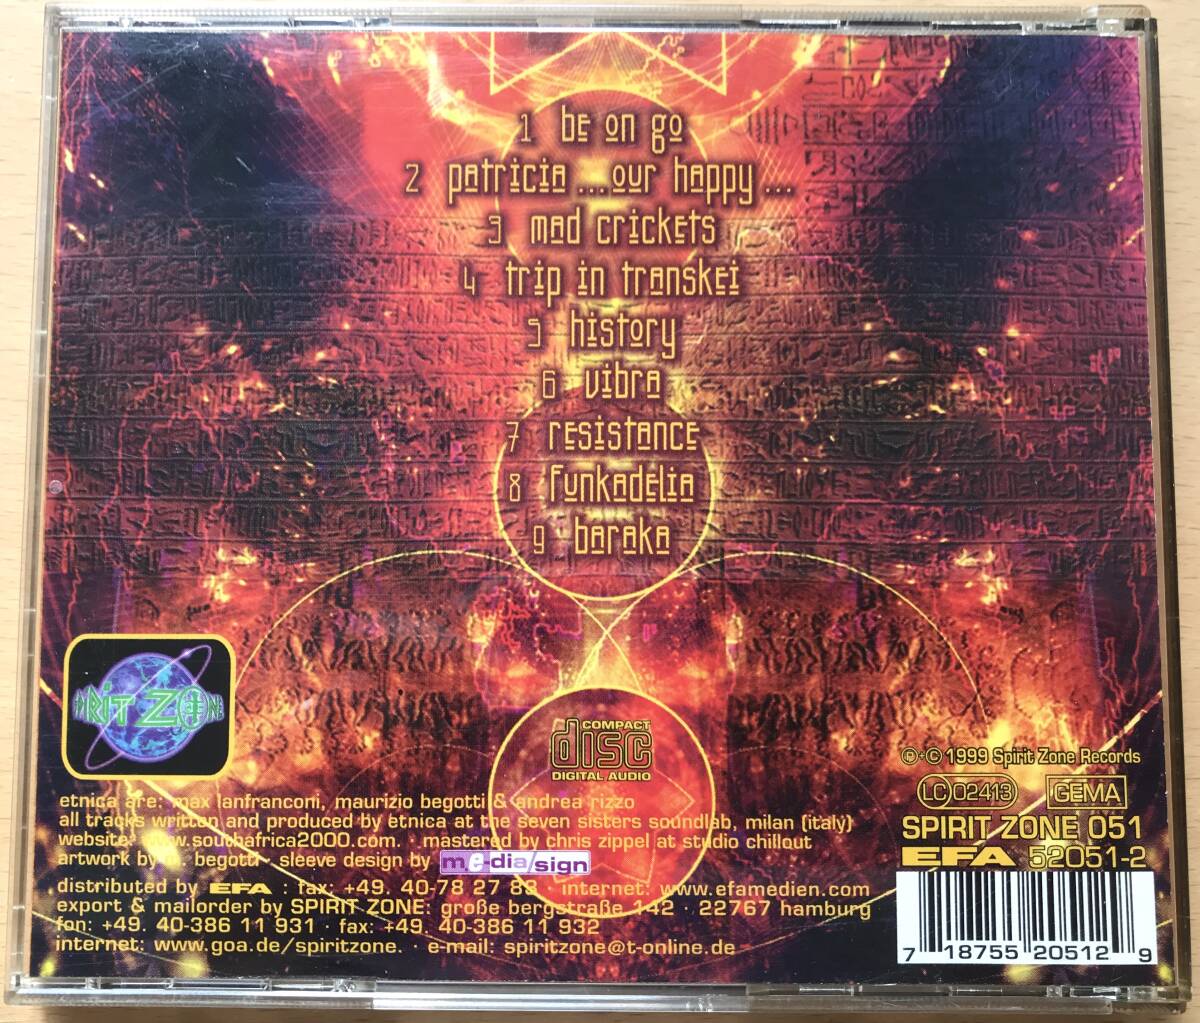 1 be on go
2 patricia ...our happy ...
3 mad crickets
4 trip in transkei
5 history
6 vibra
7 resistance
8 funkadelia
9 baraka
COMPACT
disc
DIGITAL AUDIO
Ⓟ+© 1999 Spirit Zone Records
LC 02413 GEMA
SPIRIT ZONE 051
EFA 52051-2
7 18755 20512 9
etnica are: max lanfranconi, maurizio begotti & andrea rizzo
all tracks written and produced by etnica at the seven sisters soundlab, milan (italy)
website: www.southafrica2000.com. · mastered by chris zippel at studio chillout
artwork by begotti · sleeve design by me-dia/sign
distributed by EFA : fax: +49. 40-78 27 88 · internet: www.efamedien.com
export & mailorder by SPIRIT ZONE: große bergstraße 142 · 22767 hamburg
fon: +49. 40-386 11 931 · fax: +49. 40-386 11 932
internet: www.goa.de/spiritzone. · e-mail: spiritzone@t-online.de